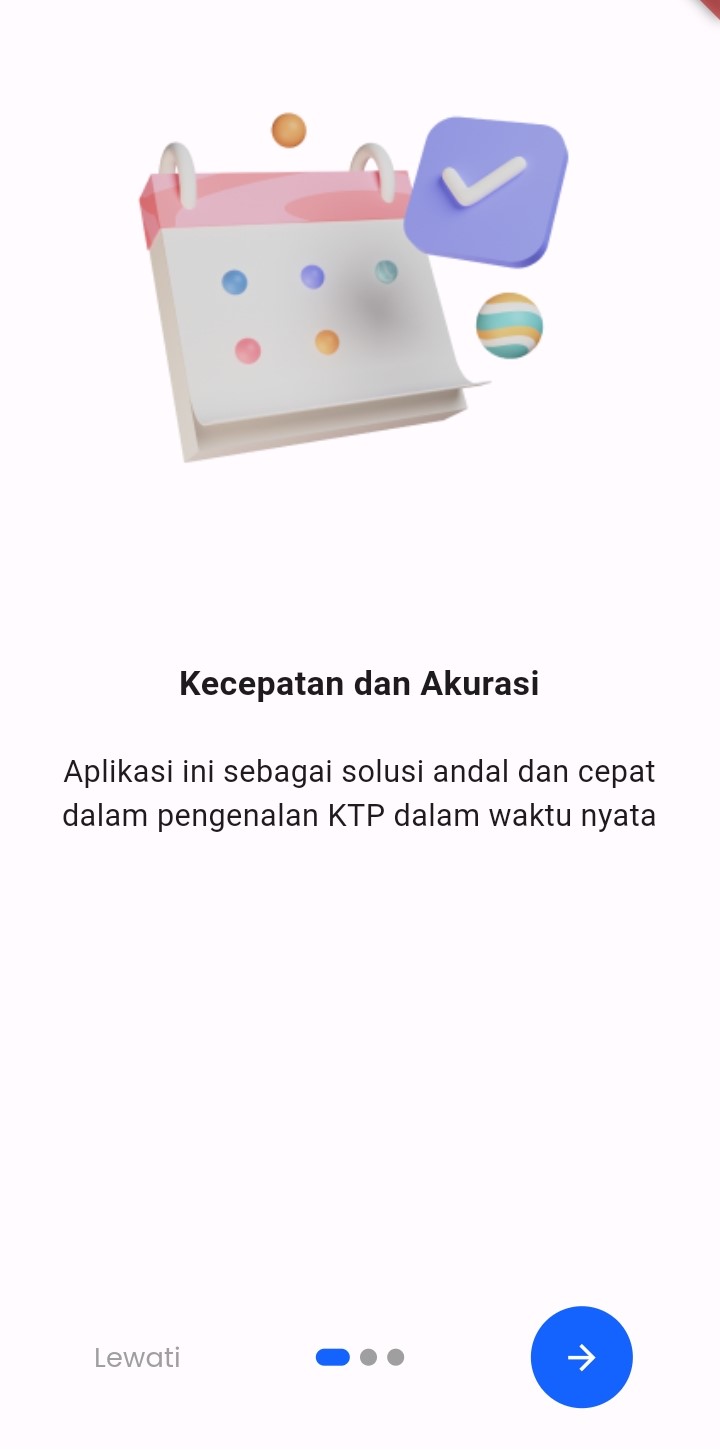 Kecepatan dan Akurasi
Aplikasi ini sebagai solusi andal dan cepat
dalam pengenalan KTP dalam waktu nyata
Lewati